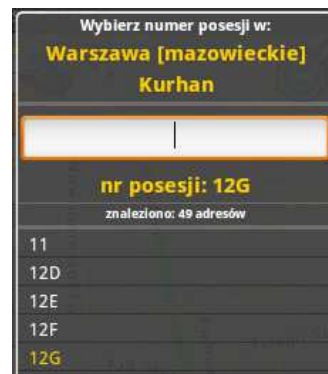 Wybierz numer posesji w:
Warszawa [mazowieckie]
Kurhan
nr posesji: 12G
znaleziono: 49 adresów
11
12D
12E
12F
12G